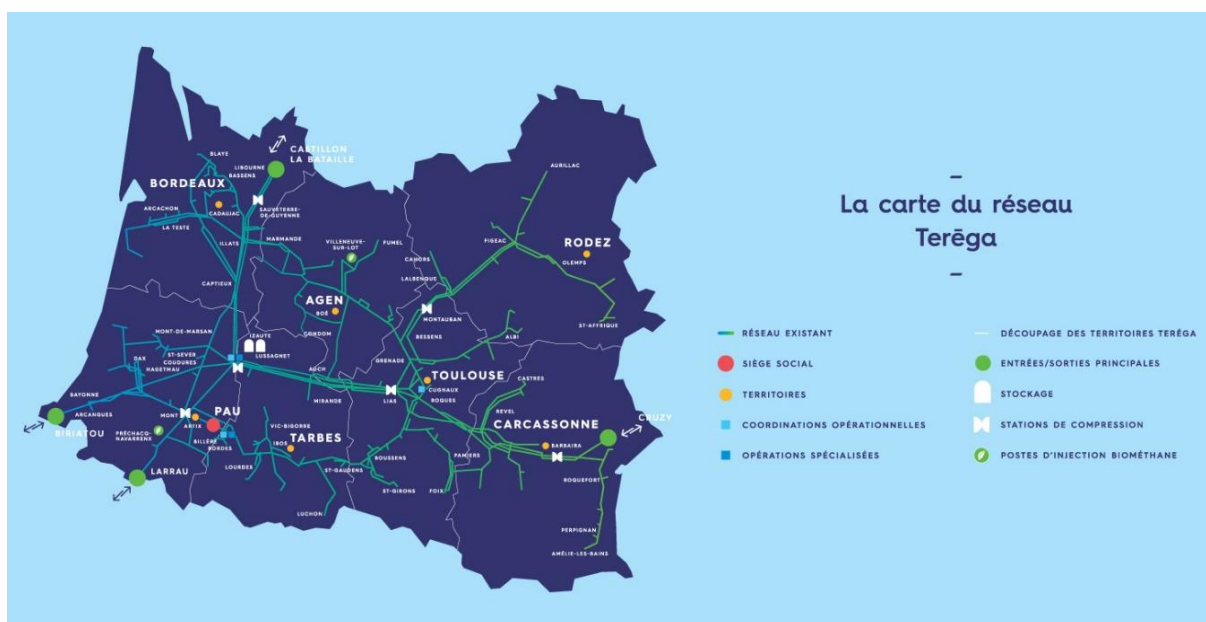 BLAYE
CASTILLON
LA BATAILLE
LIBOURNE
BASSENS
BORDEAUX
AURILLAC
ARCACHON
CADAUJAC
SAUVETERRE-
DE-GUYENNE
LA TESTE
ILLATS
MARMANDE
VILLENEUVE-
SUR-LOT
FUMEL
FIGEAC
RODEZ
CAHORS
OLEMPS
LALBENQUE
CAPTIEUX
AGEN
BOÉ
MONTAUBAN
ST-AFFRIQUE
MONT-DE-MARSAN
IZAUTE
CONDOM
BESSENS
ALBI
ST-SEVER
COUDURES
LUSSAGNET
DAX
HAGETMAU
GRENADE
AUCH
TOULOUSE
CASTRES
CUGNAUX
BAYONNE
MIRANDE
LIAS
ROQUES
REVEL
ARCANGUES
MONT
PAU
CARCASSONNE
CRUZY
BIRIATOU
PRÉCHACQ-
NAVARRENX
ARTIX
VIC-BIGORRE
BILLÈRE
BORDES
IBOS
TARBES
BARBAIRA
LARRAU
LOURDES
ST-GAUDENS
BOUSSENS
PAMIERS
ROQUEFORT
ST-GIRONS
FOIX
LUCHON
PERPIGNAN
AMÉLIE-LES-BAINS
La carte du réseau
Terēga
RÉSEAU EXISTANT
SIÈGE SOCIAL
TERRITOIRES
COORDINATIONS OPÉRATIONNELLES
OPÉRATIONS SPÉCIALISÉES
DÉCOUPAGE DES TERRITOIRES TERĒGA
ENTRÉES/SORTIES PRINCIPALES
STOCKAGE
STATIONS DE COMPRESSION
POSTES D'INJECTION BIOMÉTHANE